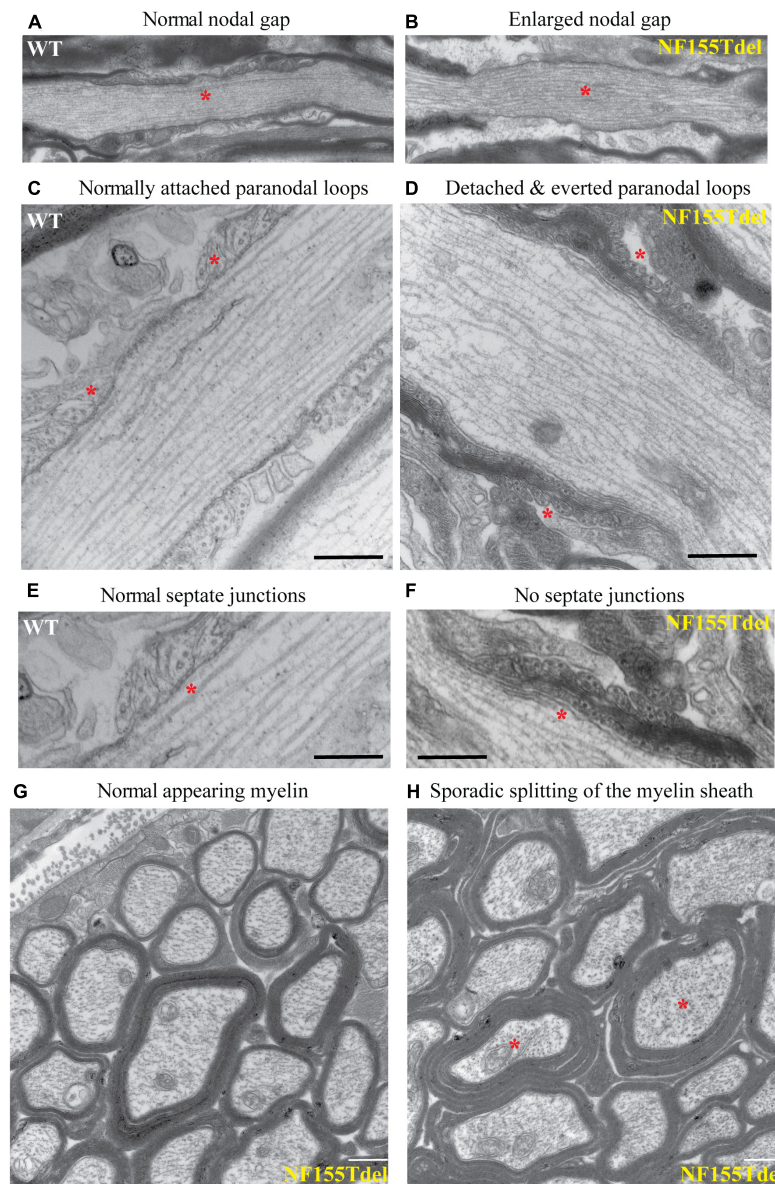 A Normal nodal gap
WT
*
B Enlarged nodal gap
NF155Tdel
*
C Normally attached paranodal loops
WT
*
*
D Detached & everted paranodal loops
NF155Tdel
*
*
E Normal septate junctions
WT
*
F No septate junctions
NF155Tdel
*
G Normal appearing myelin
NF155Tdel
H Sporadic splitting of the myelin sheath
*
*
NF155Tde